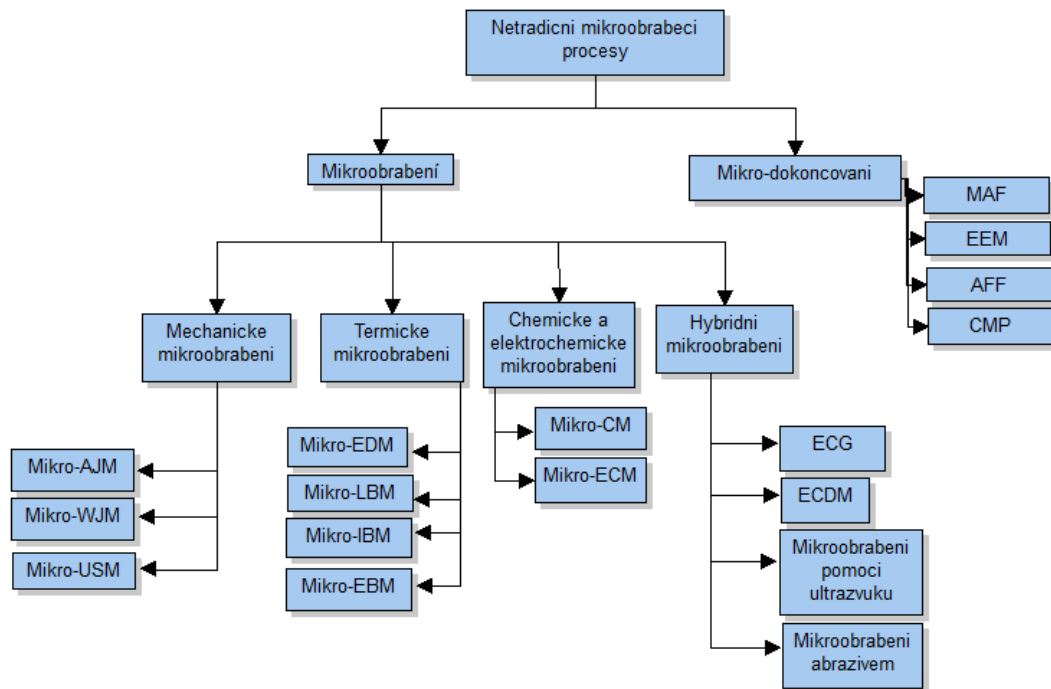 Netradicni mikroobrabeci
procesy
Mikroobrabení
Mikro-dokoncovani
MAF
EEM
AFF
CMP
Mechanicke
mikroobrabeni
Termicke
mikroobrabeni
Chemicke a
elektrochemicke
mikroobrabeni
Hybridni
mikroobrabeni
Mikro-AJM
Mikro-WJM
Mikro-USM
Mikro-EDM
Mikro-LBM
Mikro-IBM
Mikro-EBM
Mikro-CM
Mikro-ECM
ECG
ECDM
Mikroobrabeni
pomoci
ultrazvuku
Mikroobrabeni
abrazivem